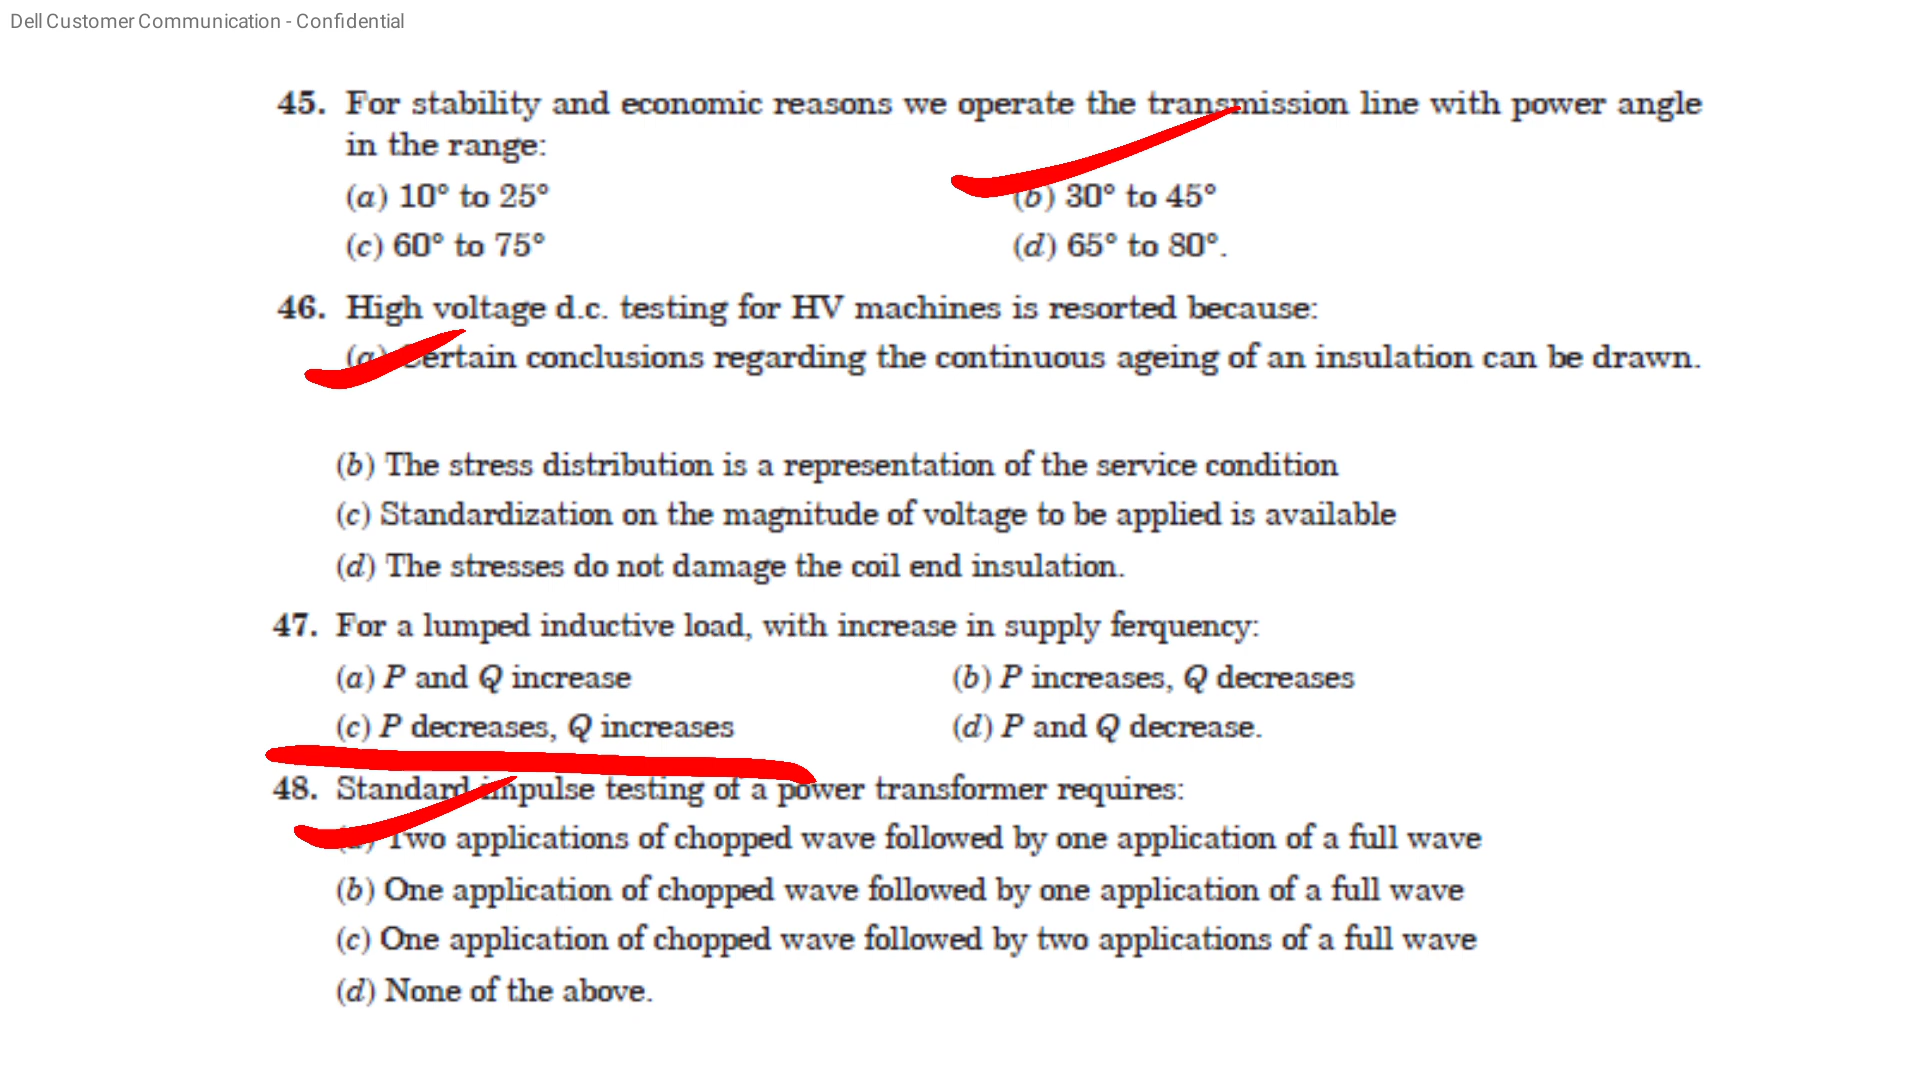 Dell Customer Communication - Confidential
45. For stability and economic reasons we operate the transmission line with power angle
in the range:
(a) 10° to 25° (b) 30° to 45°
(c) 60° to 75° (d) 65° to 80°.
46. High voltage d.c. testing for HV machines is resorted because:
(a) Certain conclusions regarding the continuous ageing of an insulation can be drawn.
(b) The stress distribution is a representation of the service condition
(c) Standardization on the magnitude of voltage to be applied is available
(d) The stresses do not damage the coil end insulation.
47. For a lumped inductive load, with increase in supply ferquency:
(a) P and Q increase (b) P increases, Q decreases
(c) P decreases, Q increases (d) P and Q decrease.
48. Standard impulse testing of a power transformer requires:
(a) Two applications of chopped wave followed by one application of a full wave
(b) One application of chopped wave followed by one application of a full wave
(c) One application of chopped wave followed by two applications of a full wave
(d) None of the above.